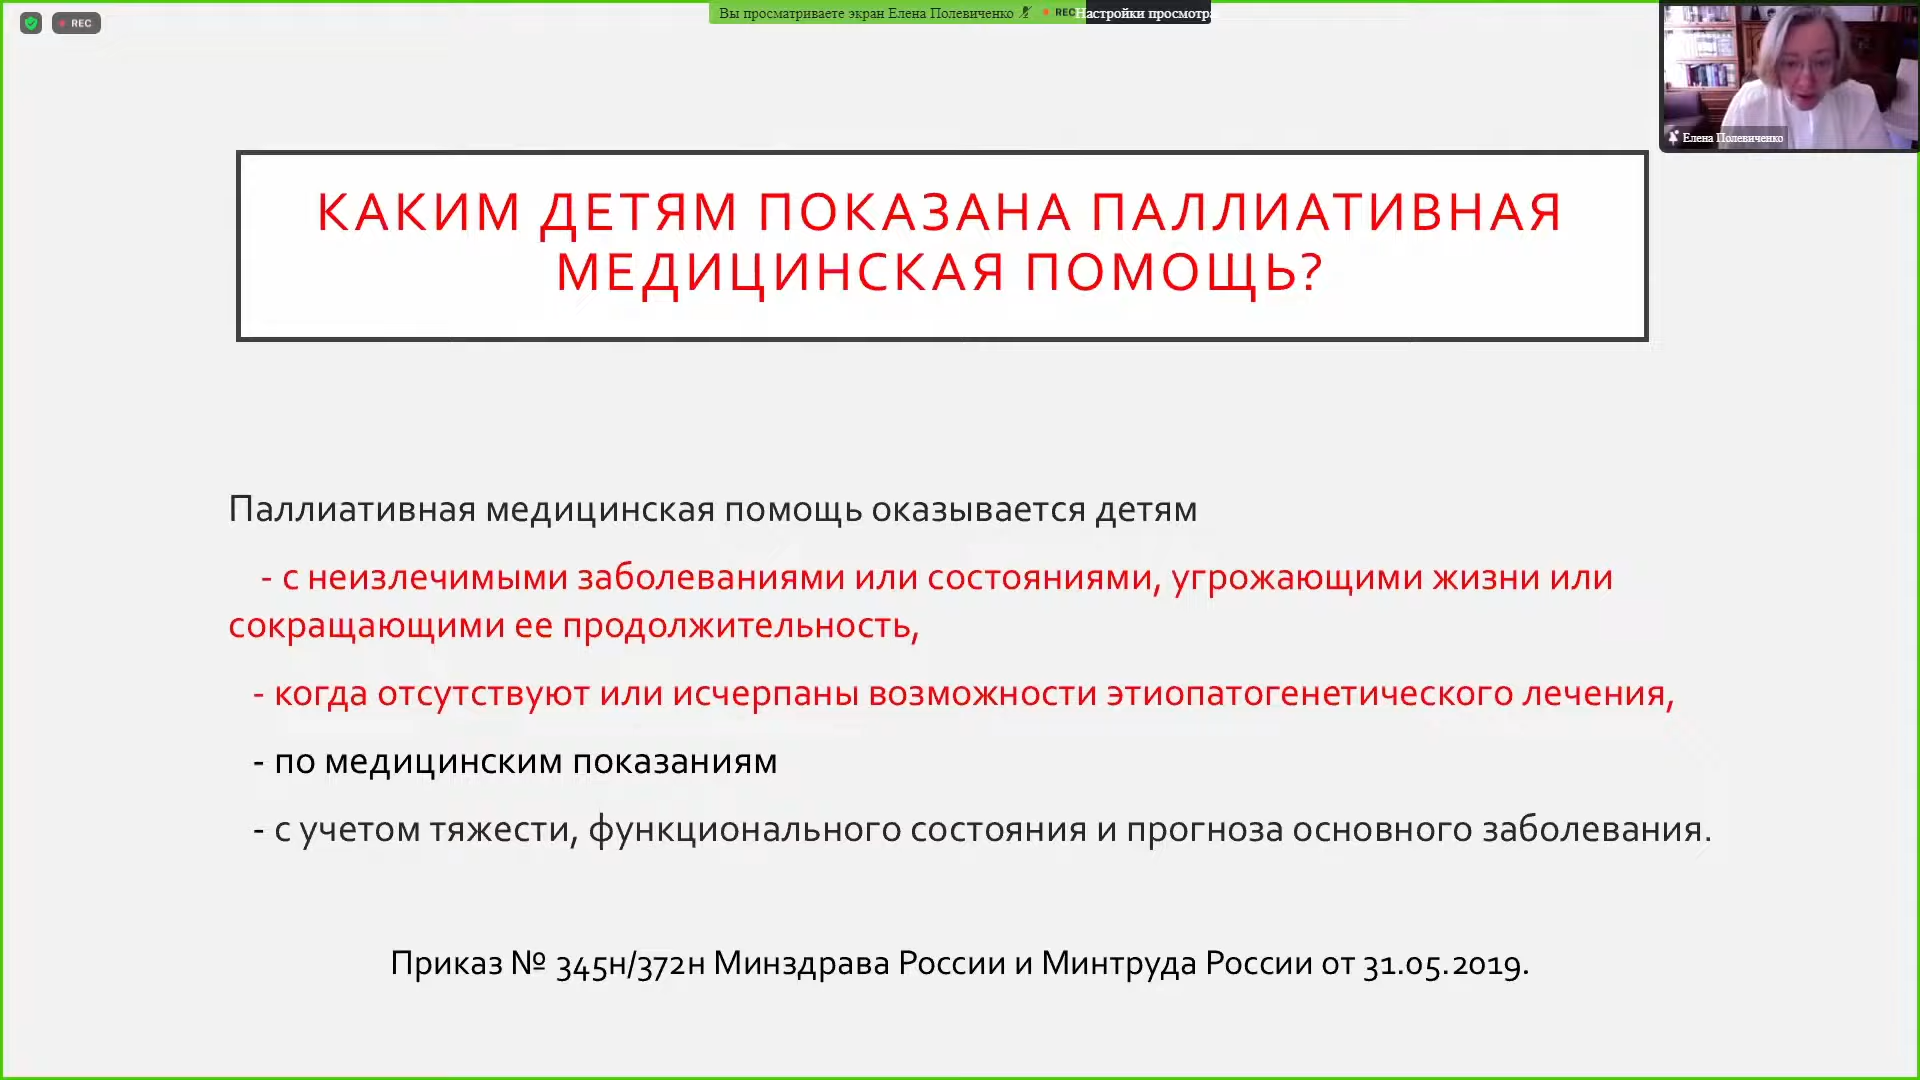 REC
Вы просматриваете экран Елена Полевиченко
REC
Настройки просмотра
Елена Полевиченко
КАКИМ ДЕТЯМ ПОКАЗАНА ПАЛЛИАТИВНАЯ
МЕДИЦИНСКАЯ ПОМОЩЬ?
Паллиативная медицинская помощь оказывается детям
- с неизлечимыми заболеваниями или состояниями, угрожающими жизни или
сокращающими ее продолжительность,
- когда отсутствуют или исчерпаны возможности этиопатогенетического лечения,
- по медицинским показаниям
- с учетом тяжести, функционального состояния и прогноза основного заболевания.
Приказ № 345н/372н Минздрава России и Минтруда России от 31.05.2019.